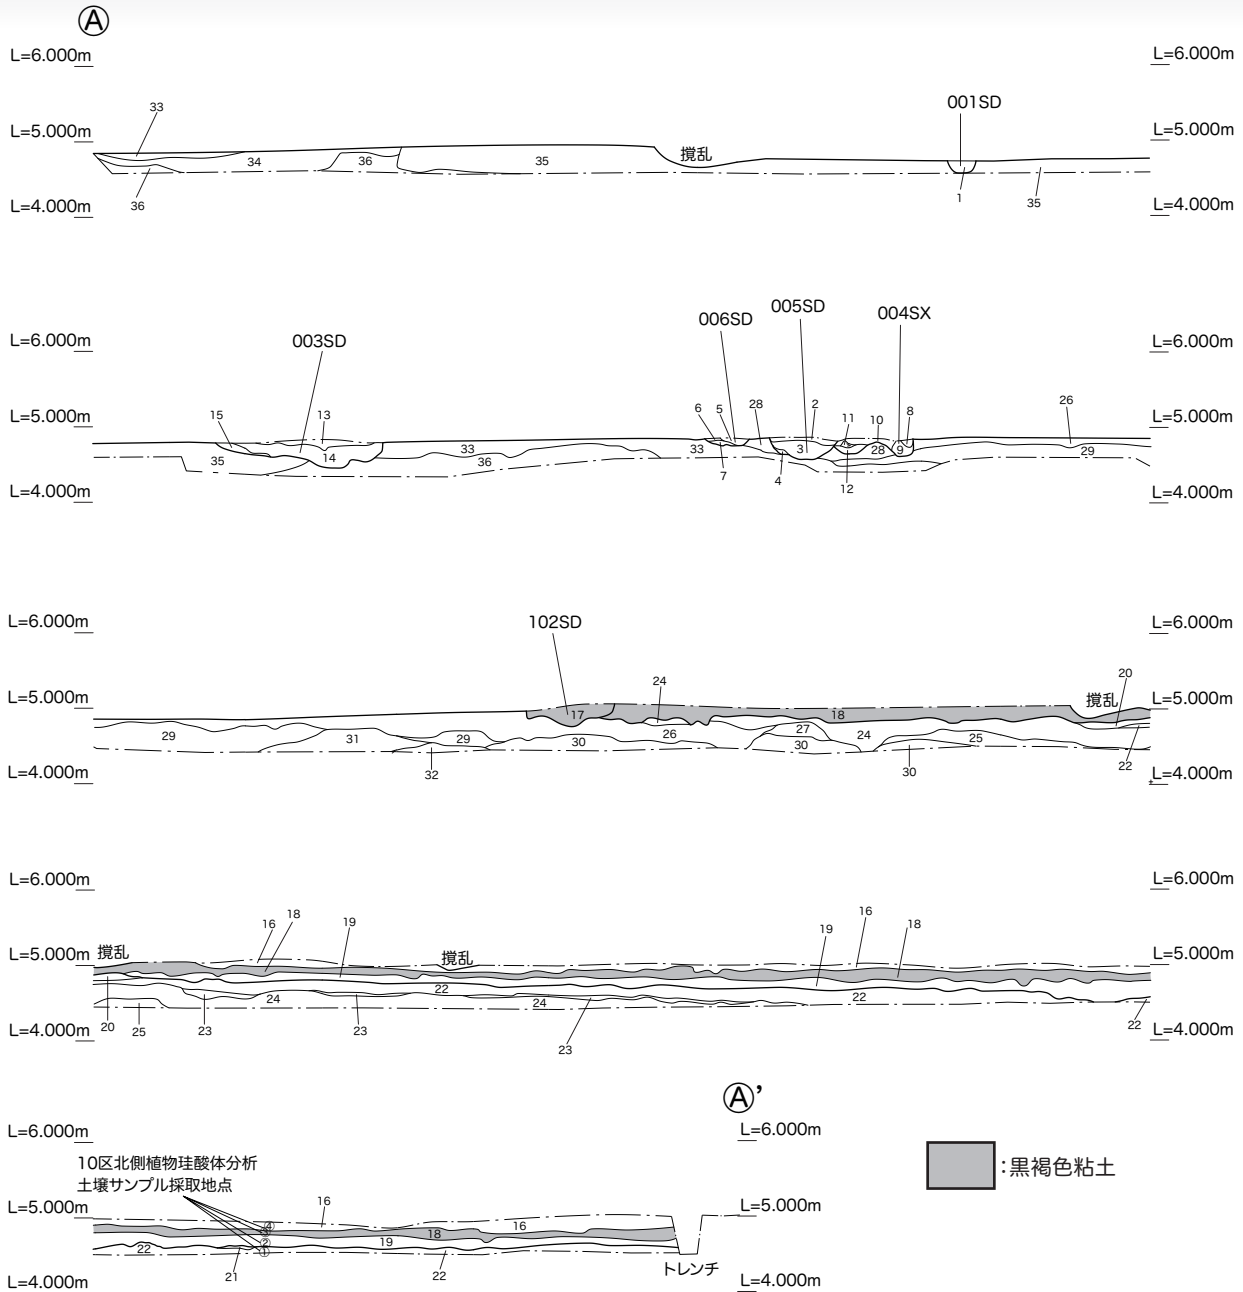 Ⓐ
L=6.000m
L=6.000m
001SD
33
L=5.000m
L=5.000m
撹乱
34
36
35
36
1
35
L=4.000m
L=4.000m
005SD
004SX
006SD
L=6.000m
003SD
L=6.000m
26
6
5
28
2
11
10
8
15
13
L=5.000m
L=5.000m
33
14
35
36
33
3
28
9
29
7
4
12
L=4.000m
L=4.000m
L=6.000m
102SD
L=6.000m
20
24
L=5.000m
撹乱
L=5.000m
17
18
29
31
29
30
26
27
30
24
25
22
32
30
L=4.000m
L=4.000m
L=6.000m
L=6.000m
16
18
19
19
16
18
L=5.000m
撹乱
撹乱
L=5.000m
24
22
24
22
20
25
23
23
23
22
L=4.000m
L=4.000m
Ⓐ’
L=6.000m
L=6.000m
10区北側植物珪酸体分析
土壌サンプル採取地点
:黒褐色粘土
16
L=5.000m
L=5.000m
④
③
16
18
②
19
22
①
21
22
トレンチ
L=4.000m
L=4.000m